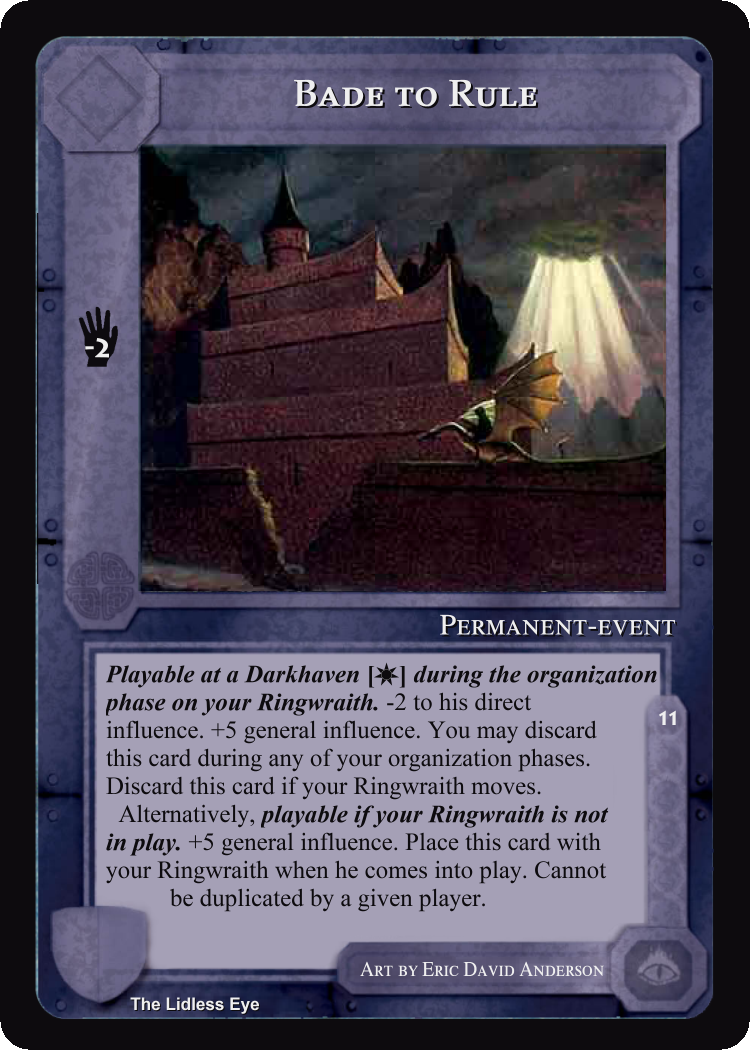 Bade to Rule
-2
Permanent-event
Playable at a Darkhaven [✷] during the organization
phase on your Ringwraith. -2 to his direct
influence. +5 general influence. You may discard
this card during any of your organization phases.
Discard this card if your Ringwraith moves.
Alternatively, playable if your Ringwraith is not
in play. +5 general influence. Place this card with
your Ringwraith when he comes into play. Cannot
be duplicated by a given player.
11
Art by Eric David Anderson
The Lidless Eye